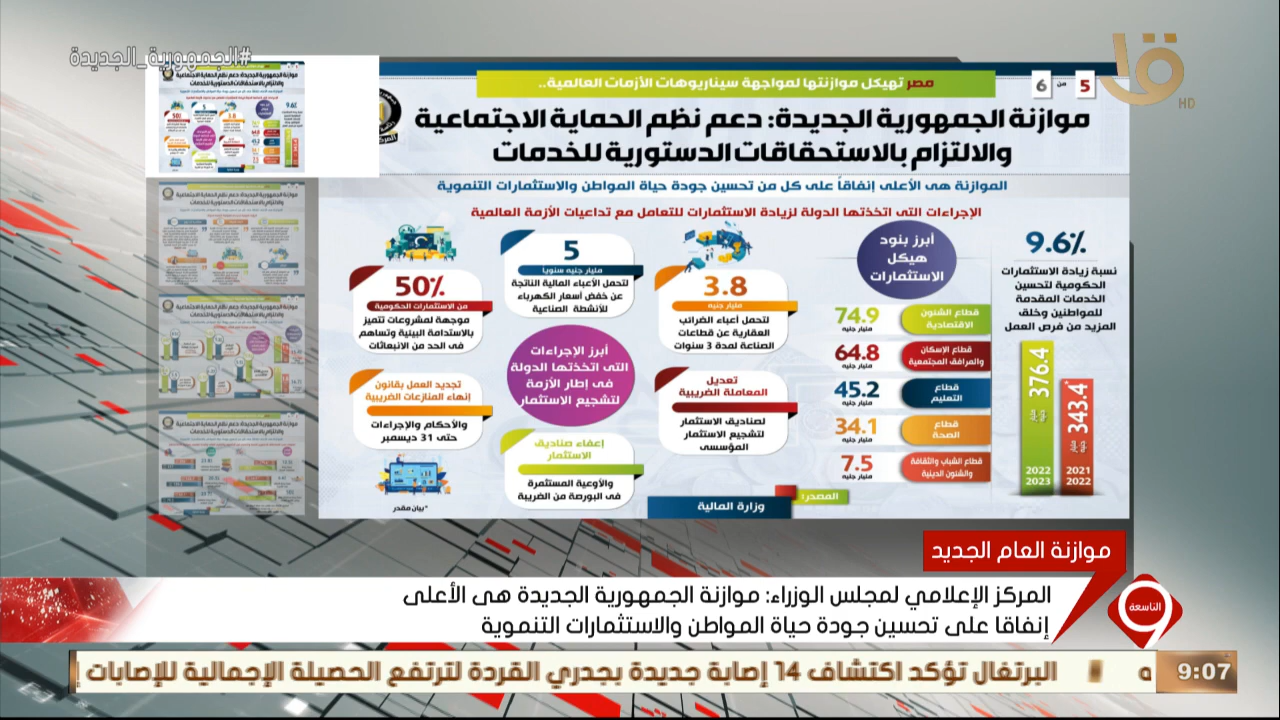 #الجمهورية_الجديدة
HD
5 من 6
مصر تهيكل موازنتها لمواجهة سيناريوهات الأزمات العالمية..
موازنة الجمهورية الجديدة: دعم نظم الحماية الاجتماعية
والالتزام بالاستحقاقات الدستورية للخدمات
الموازنة هى الأعلى إنفاقاً على كل من تحسين جودة حياة المواطن والاستثمارات التنموية
الإجراءات التى اتخذتها الدولة لزيادة الاستثمارات للتعامل مع تداعيات الأزمة العالمية
9.6%
نسبة زيادة الاستثمارات
الحكومية لتحسين
الخدمات المقدمة
للمواطنين وخلق
المزيد من فرص العمل
376.4
2022
2023
343.4*
2021
2022
أبرز بنود
هيكل
الاستثمارات
قطاع الشئون
الاقتصادية
74.9
مليار جنيه
قطاع الإسكان
والمرافق المجتمعية
64.8
مليار جنيه
قطاع
التعليم
45.2
مليار جنيه
قطاع
الصحة
34.1
مليار جنيه
قطاع الشباب والثقافة
والشئون الدينية
7.5
مليار جنيه
أبرز الإجراءات
التى اتخذتها الدولة
فى إطار الأزمة
لتشجيع الاستثمار
3.8
مليار جنيه
لتحمل أعباء الضرائب
العقارية عن قطاعات
الصناعة لمدة 3 سنوات
5
مليار جنيه سنوياً
لتحمل الأعباء المالية الناتجة
عن خفض أسعار الكهرباء
للأنشطة الصناعية
50%
من الاستثمارات الحكومية
موجهة لمشروعات تتميز
بالاستدامة البيئية وتساهم
فى الحد من الانبعاثات
تعديل
المعاملة الضريبية
لصناديق الاستثمار
لتشجيع الاستثمار
المؤسسى
إعفاء صناديق
الاستثمار
والأوعية المستثمرة
فى البورصة من الضريبة
تجديد العمل بقانون
إنهاء المنازعات الضريبية
والأحكام والإجراءات
حتى 31 ديسمبر
المصدر:
وزارة المالية
*بيان مقدر
موازنة العام الجديد
التاسعة
9
المركز الإعلامي لمجلس الوزراء: موازنة الجمهورية الجديدة هى الأعلى
إنفاقا على تحسين جودة حياة المواطن والاستثمارات التنموية
البرتغال تؤكد اكتشاف 14 إصابة جديدة بجدري القردة لترتفع الحصيلة الإجمالية للإصابات إ
9:07